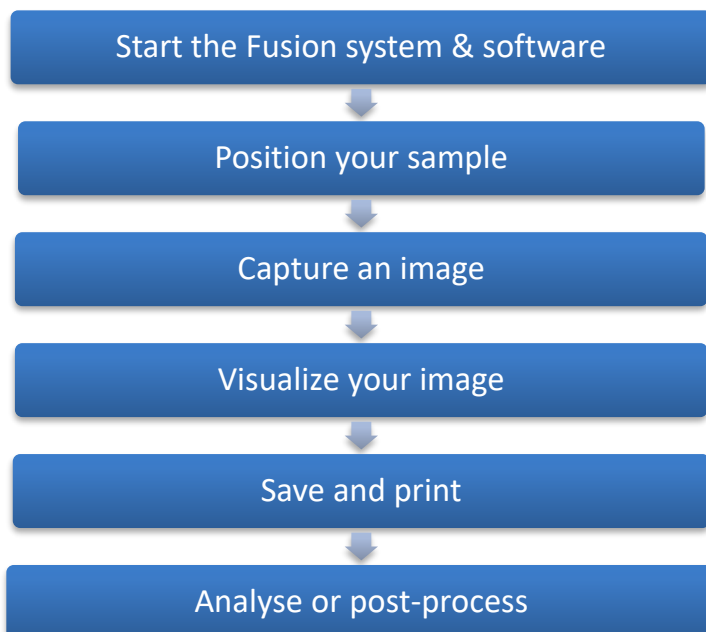 Start the Fusion system & software
Position your sample
Capture an image
Visualize your image
Save and print
Analyse or post-process